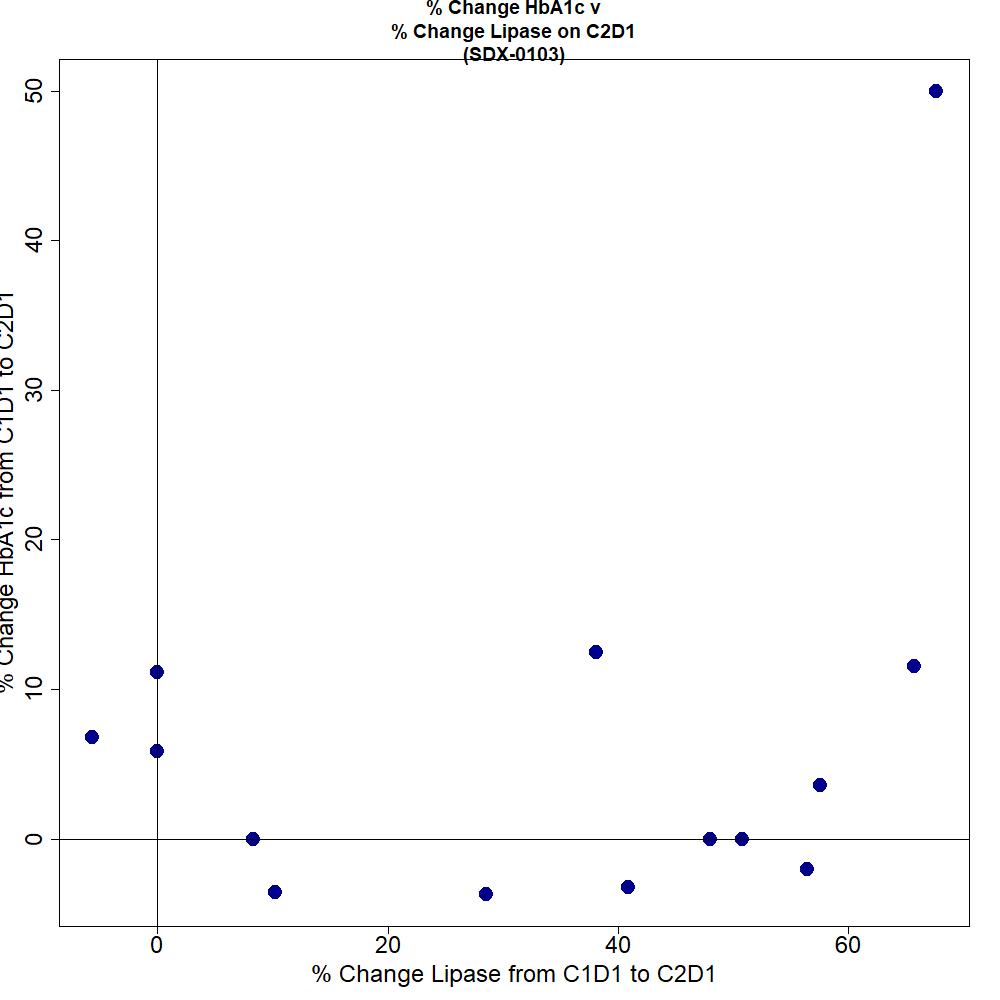 % Change HbA1c v
% Change Lipase on C2D1
(SDX-0103)
% Change HbA1c from C1D1 to C2D1
50
40
30
20
10
0
0 20 40 60
% Change Lipase from C1D1 to C2D1